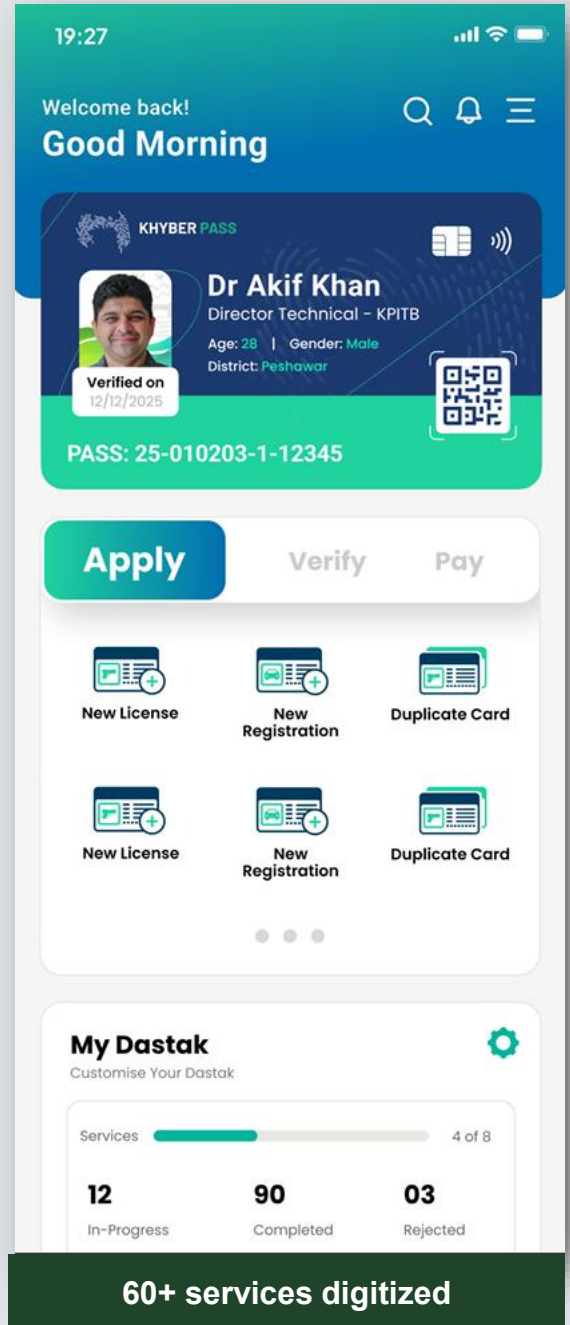 19:27
Welcome back!
Good Morning
KHYBER PASS
Dr Akif Khan
Director Technical - KPITB
Age: 28 | Gender: Male
District: Peshawar
Verified on
12/12/2025
PASS: 25-010203-1-12345
Apply Verify Pay
New License New Registration Duplicate Card
New License New Registration Duplicate Card
My Dastak
Customise Your Dastak
Services 4 of 8
12 90 03
In-Progress Completed Rejected
60+ services digitized